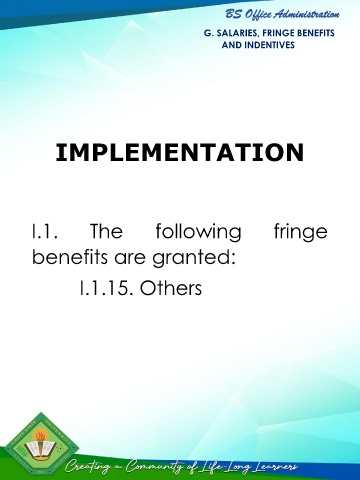 BS Office Administration
G. SALARIES, FRINGE BENEFITS
AND INDENTIVES
IMPLEMENTATION
I.1. The following fringe
benefits are granted:
I.1.15. Others
Creating a Community of Life-Long Learners